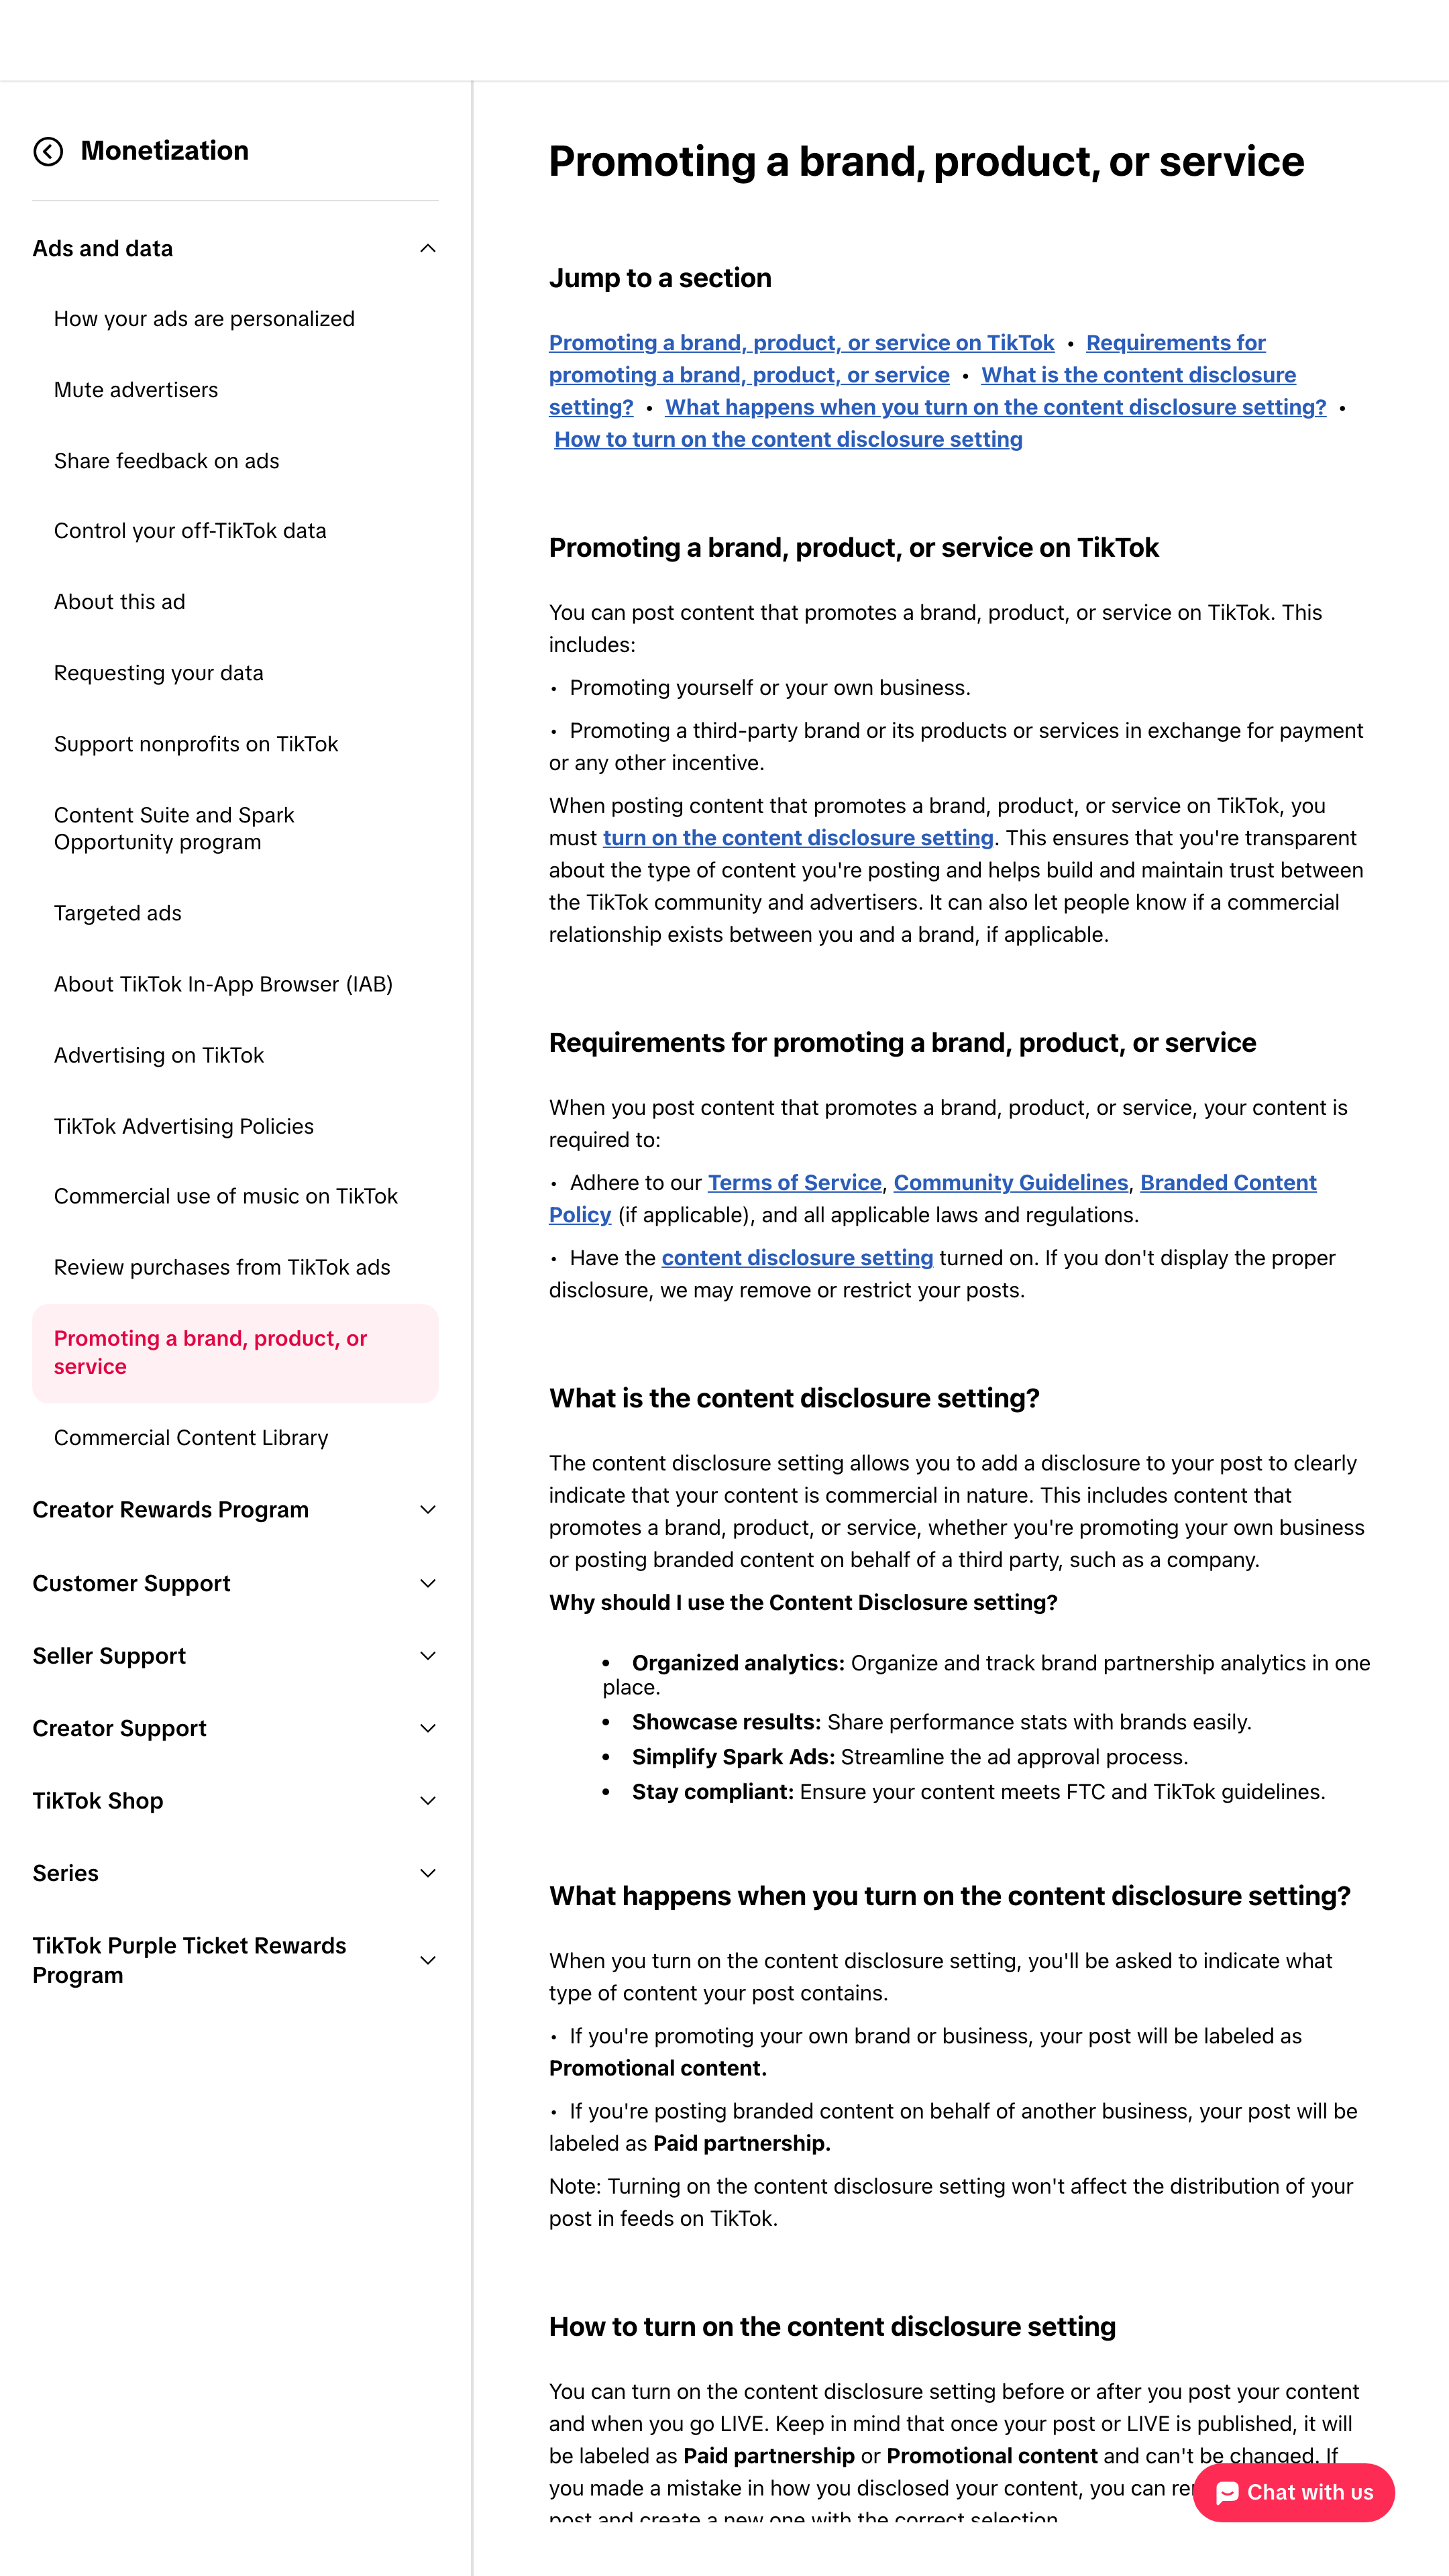 Monetization
Ads and data
How your ads are personalized
Mute advertisers
Share feedback on ads
Control your off-TikTok data
About this ad
Requesting your data
Support nonprofits on TikTok
Content Suite and Spark
Opportunity program
Targeted ads
About TikTok In-App Browser (IAB)
Advertising on TikTok
TikTok Advertising Policies
Commercial use of music on TikTok
Review purchases from TikTok ads
Promoting a brand, product, or
service
Commercial Content Library
Creator Rewards Program
Customer Support
Seller Support
Creator Support
TikTok Shop
Series
TikTok Purple Ticket Rewards
Program
Promoting a brand, product, or service
Jump to a section
Promoting a brand, product, or service on TikTok • Requirements for
promoting a brand, product, or service • What is the content disclosure
setting? • What happens when you turn on the content disclosure setting? •
How to turn on the content disclosure setting
Promoting a brand, product, or service on TikTok
You can post content that promotes a brand, product, or service on TikTok. This
includes:
• Promoting yourself or your own business.
• Promoting a third-party brand or its products or services in exchange for payment
or any other incentive.
When posting content that promotes a brand, product, or service on TikTok, you
must turn on the content disclosure setting. This ensures that you're transparent
about the type of content you're posting and helps build and maintain trust between
the TikTok community and advertisers. It can also let people know if a commercial
relationship exists between you and a brand, if applicable.
Requirements for promoting a brand, product, or service
When you post content that promotes a brand, product, or service, your content is
required to:
• Adhere to our Terms of Service, Community Guidelines, Branded Content
Policy (if applicable), and all applicable laws and regulations.
• Have the content disclosure setting turned on. If you don't display the proper
disclosure, we may remove or restrict your posts.
What is the content disclosure setting?
The content disclosure setting allows you to add a disclosure to your post to clearly
indicate that your content is commercial in nature. This includes content that
promotes a brand, product, or service, whether you're promoting your own business
or posting branded content on behalf of a third party, such as a company.
Why should I use the Content Disclosure setting?
• Organized analytics: Organize and track brand partnership analytics in one
place.
• Showcase results: Share performance stats with brands easily.
• Simplify Spark Ads: Streamline the ad approval process.
• Stay compliant: Ensure your content meets FTC and TikTok guidelines.
What happens when you turn on the content disclosure setting?
When you turn on the content disclosure setting, you'll be asked to indicate what
type of content your post contains.
• If you're promoting your own brand or business, your post will be labeled as
Promotional content.
• If you're posting branded content on behalf of another business, your post will be
labeled as Paid partnership.
Note: Turning on the content disclosure setting won't affect the distribution of your
post in feeds on TikTok.
How to turn on the content disclosure setting
You can turn on the content disclosure setting before or after you post your content
and when you go LIVE. Keep in mind that once your post or LIVE is published, it will
be labeled as Paid partnership or Promotional content and can't be changed. If
you made a mistake in how you disclosed your content, you can
post and create a new one with the correct selection.
Chat with us